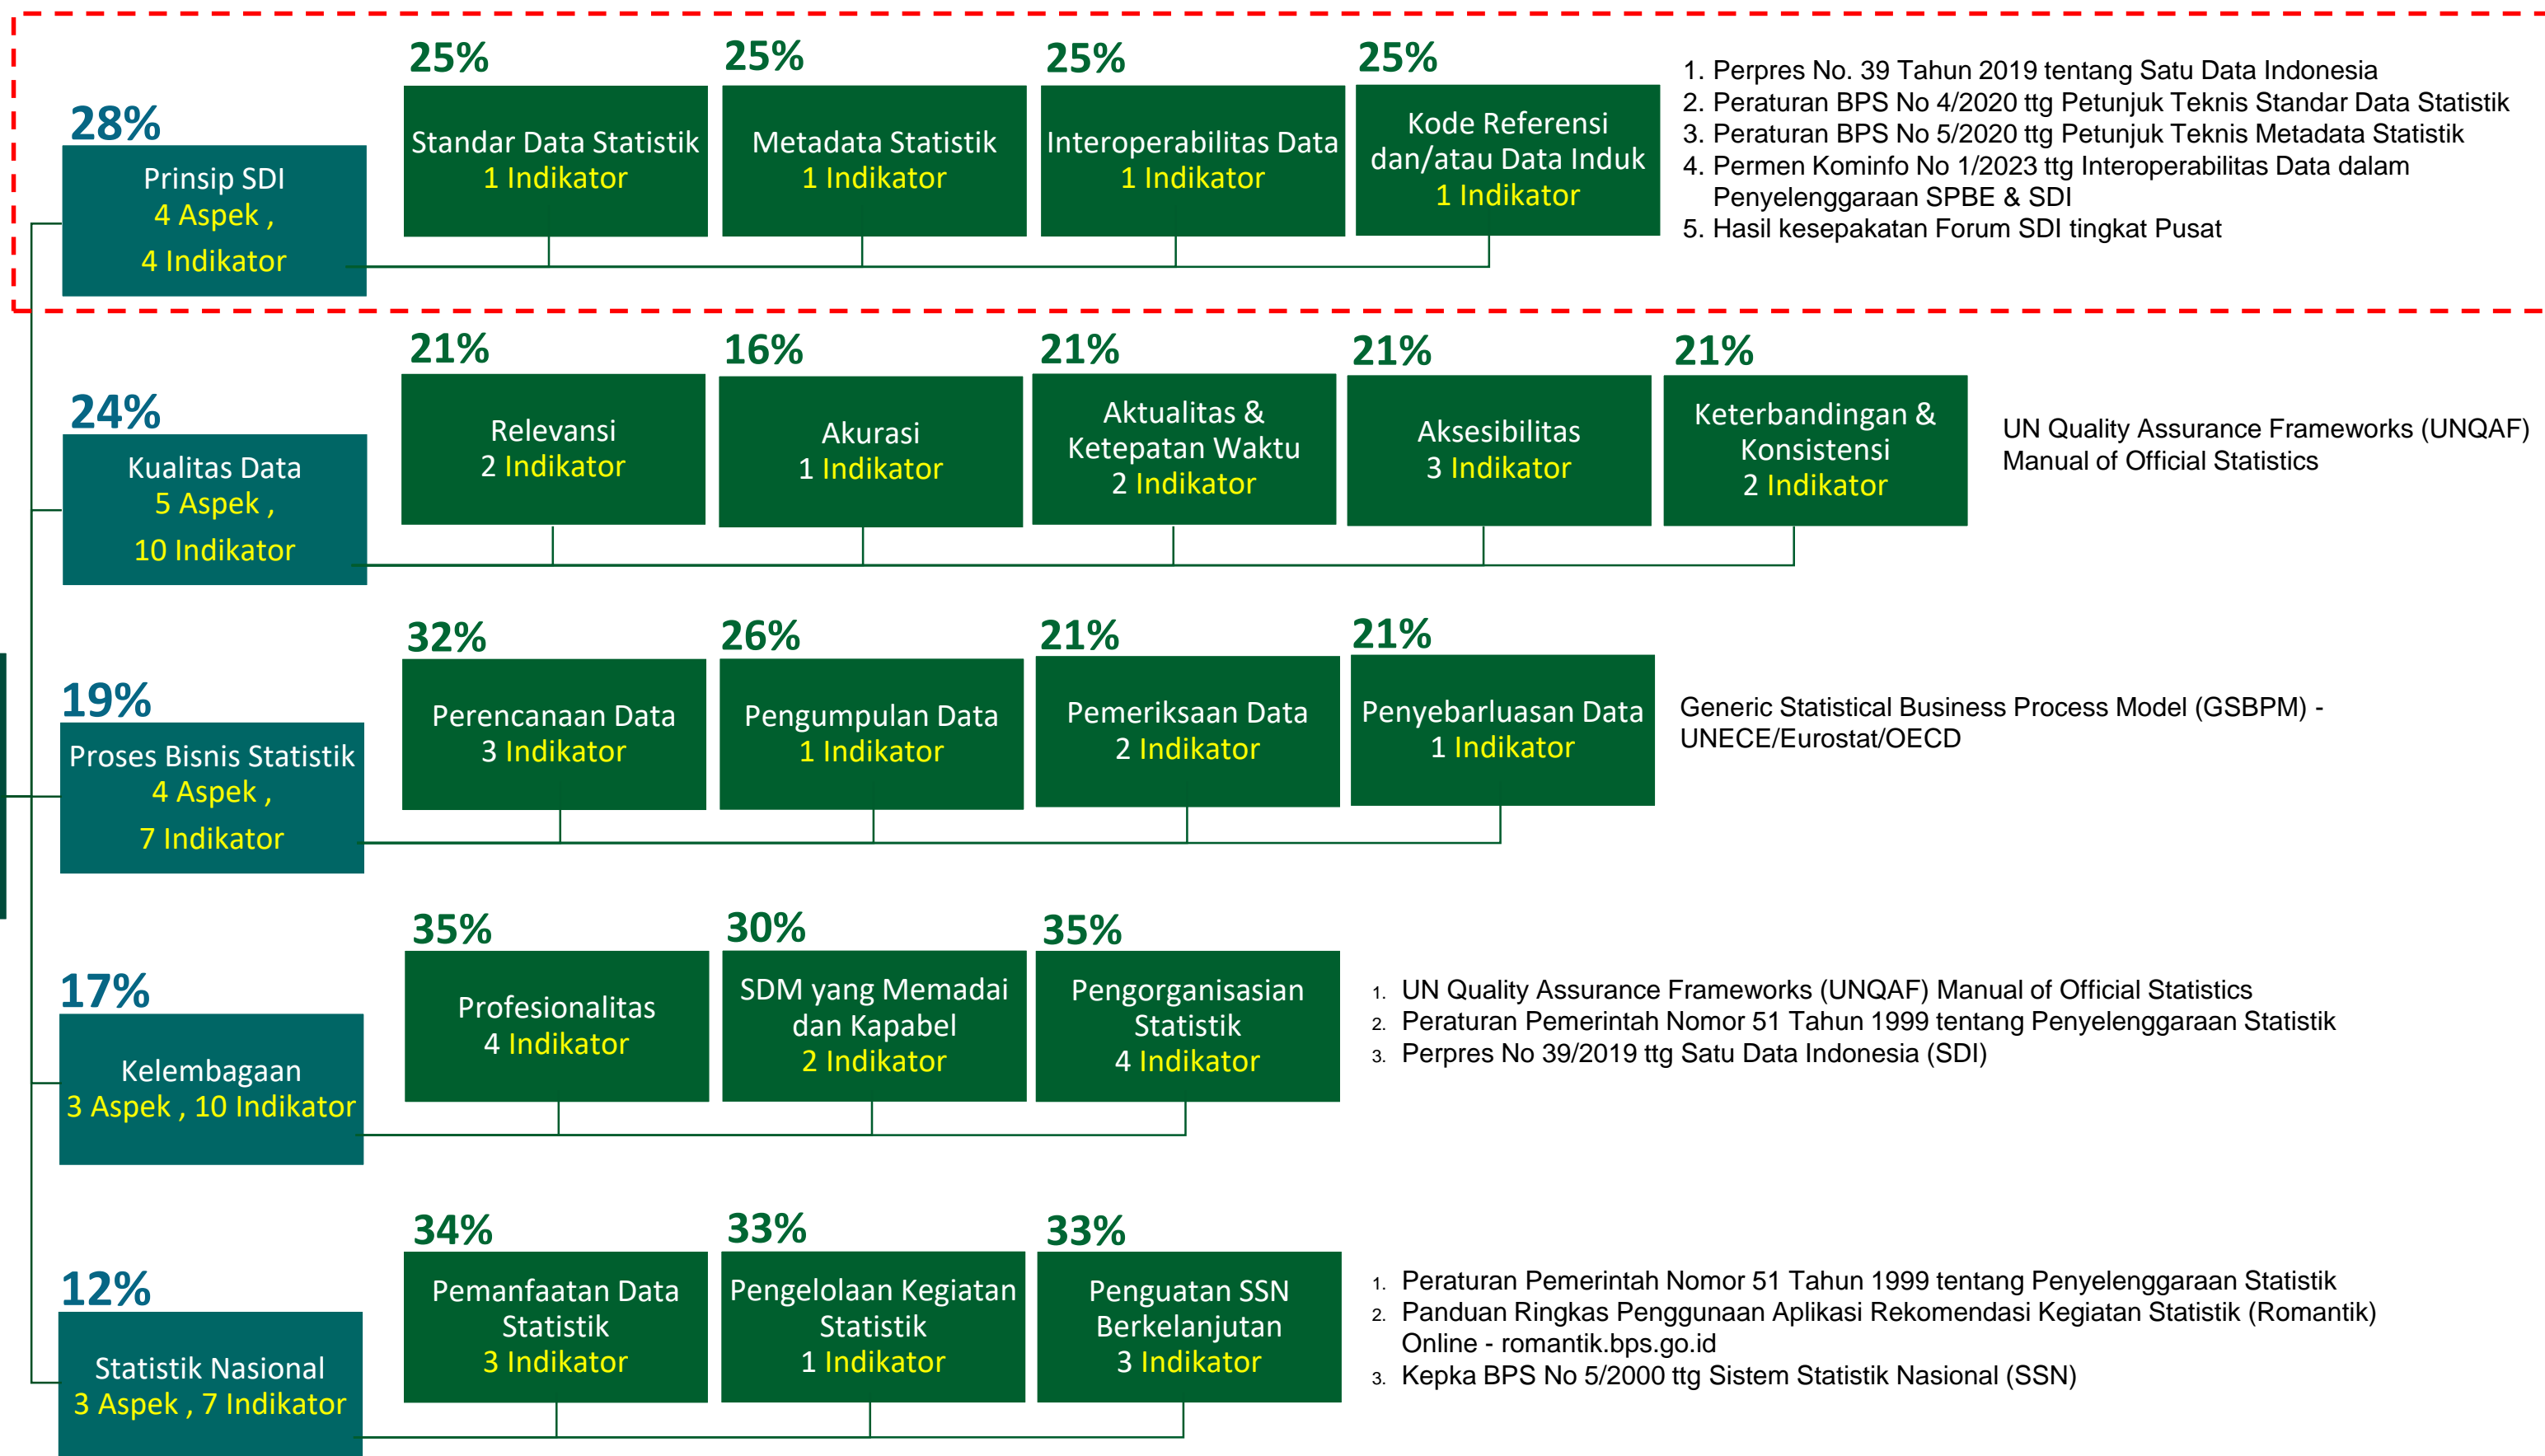 28%
Prinsip SDI
4 Aspek ,
4 Indikator
25%
Standar Data Statistik
1 Indikator
25%
Metadata Statistik
1 Indikator
25%
Interoperabilitas Data
1 Indikator
25%
Kode Referensi
dan/atau Data Induk
1 Indikator
1. Perpres No. 39 Tahun 2019 tentang Satu Data Indonesia
2. Peraturan BPS No 4/2020 ttg Petunjuk Teknis Standar Data Statistik
3. Peraturan BPS No 5/2020 ttg Petunjuk Teknis Metadata Statistik
4. Permen Kominfo No 1/2023 ttg Interoperabilitas Data dalam
Penyelenggaraan SPBE & SDI
5. Hasil kesepakatan Forum SDI tingkat Pusat
24%
Kualitas Data
5 Aspek ,
10 Indikator
21%
Relevansi
2 Indikator
16%
Akurasi
1 Indikator
21%
Aktualitas &
Ketepatan Waktu
2 Indikator
21%
Aksesibilitas
3 Indikator
21%
Keterbandingan &
Konsistensi
2 Indikator
UN Quality Assurance Frameworks (UNQAF)
Manual of Official Statistics
19%
Proses Bisnis Statistik
4 Aspek ,
7 Indikator
32%
Perencanaan Data
3 Indikator
26%
Pengumpulan Data
1 Indikator
21%
Pemeriksaan Data
2 Indikator
21%
Penyebarluasan Data
1 Indikator
Generic Statistical Business Process Model (GSBPM) -
UNECE/Eurostat/OECD
17%
Kelembagaan
3 Aspek , 10 Indikator
35%
Profesionalitas
4 Indikator
30%
SDM yang Memadai
dan Kapabel
2 Indikator
35%
Pengorganisasian
Statistik
4 Indikator
1. UN Quality Assurance Frameworks (UNQAF) Manual of Official Statistics
2. Peraturan Pemerintah Nomor 51 Tahun 1999 tentang Penyelenggaraan Statistik
3. Perpres No 39/2019 ttg Satu Data Indonesia (SDI)
12%
Statistik Nasional
3 Aspek , 7 Indikator
34%
Pemanfaatan Data
Statistik
3 Indikator
33%
Pengelolaan Kegiatan
Statistik
1 Indikator
33%
Penguatan SSN
Berkelanjutan
3 Indikator
1. Peraturan Pemerintah Nomor 51 Tahun 1999 tentang Penyelenggaraan Statistik
2. Panduan Ringkas Penggunaan Aplikasi Rekomendasi Kegiatan Statistik (Romantik)
Online - romantik.bps.go.id
3. Kepka BPS No 5/2000 ttg Sistem Statistik Nasional (SSN)